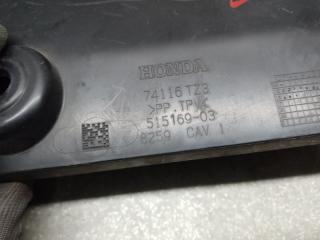 HONDA
74116 TZ3
>PP.TPV<
515169-03
8259 CAV 1